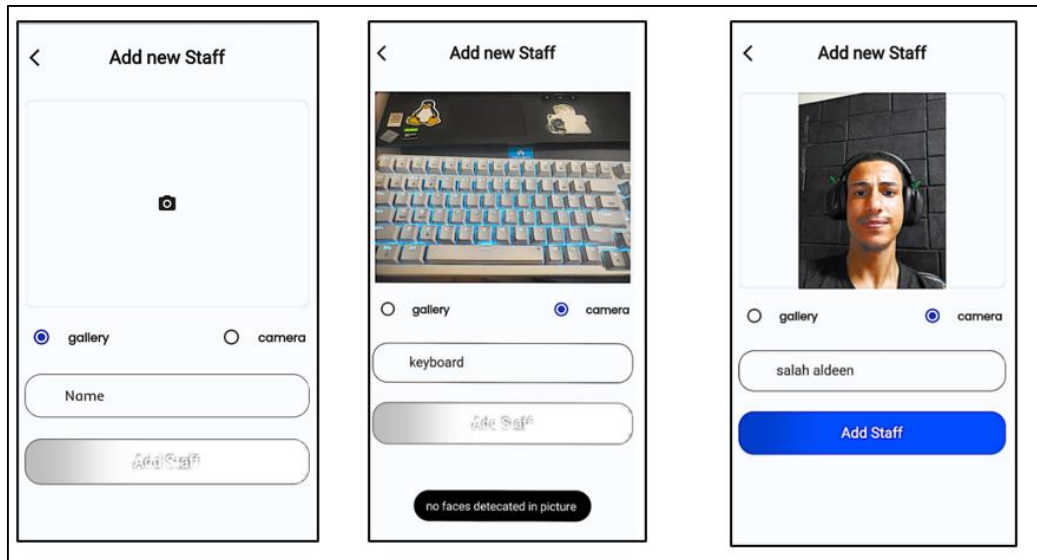 Add new Staff
gallery
camera
Name
Add Staff
Add new Staff
gallery
camera
keyboard
Add Staff
no faces detecated in picture
Add new Staff
gallery
camera
salah aldeen
Add Staff